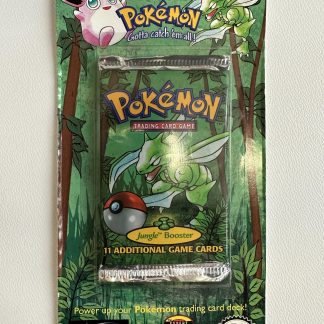 POKéMON
Gotta catch 'em all!
POKéMON
TRADING CARD GAME
Jungle™ Booster
11 ADDITIONAL GAME CARDS
Power up your Pokémon trading card deck!